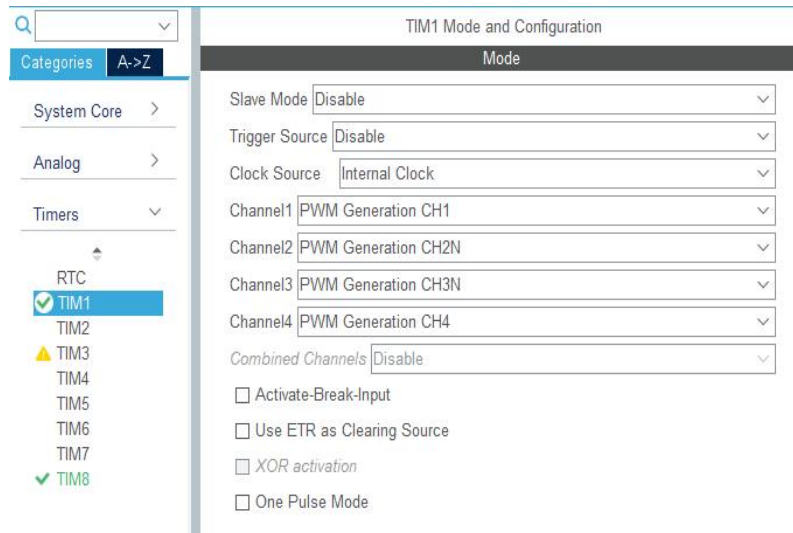 Categories A->Z
System Core
Analog
Timers
RTC
TIM1
TIM2
TIM3
TIM4
TIM5
TIM6
TIM7
TIM8
TIM1 Mode and Configuration
Mode
Slave Mode Disable
Trigger Source Disable
Clock Source Internal Clock
Channel1 PWM Generation CH1
Channel2 PWM Generation CH2N
Channel3 PWM Generation CH3N
Channel4 PWM Generation CH4
Combined Channels Disable
Activate-Break-Input
Use ETR as Clearing Source
XOR activation
One Pulse Mode